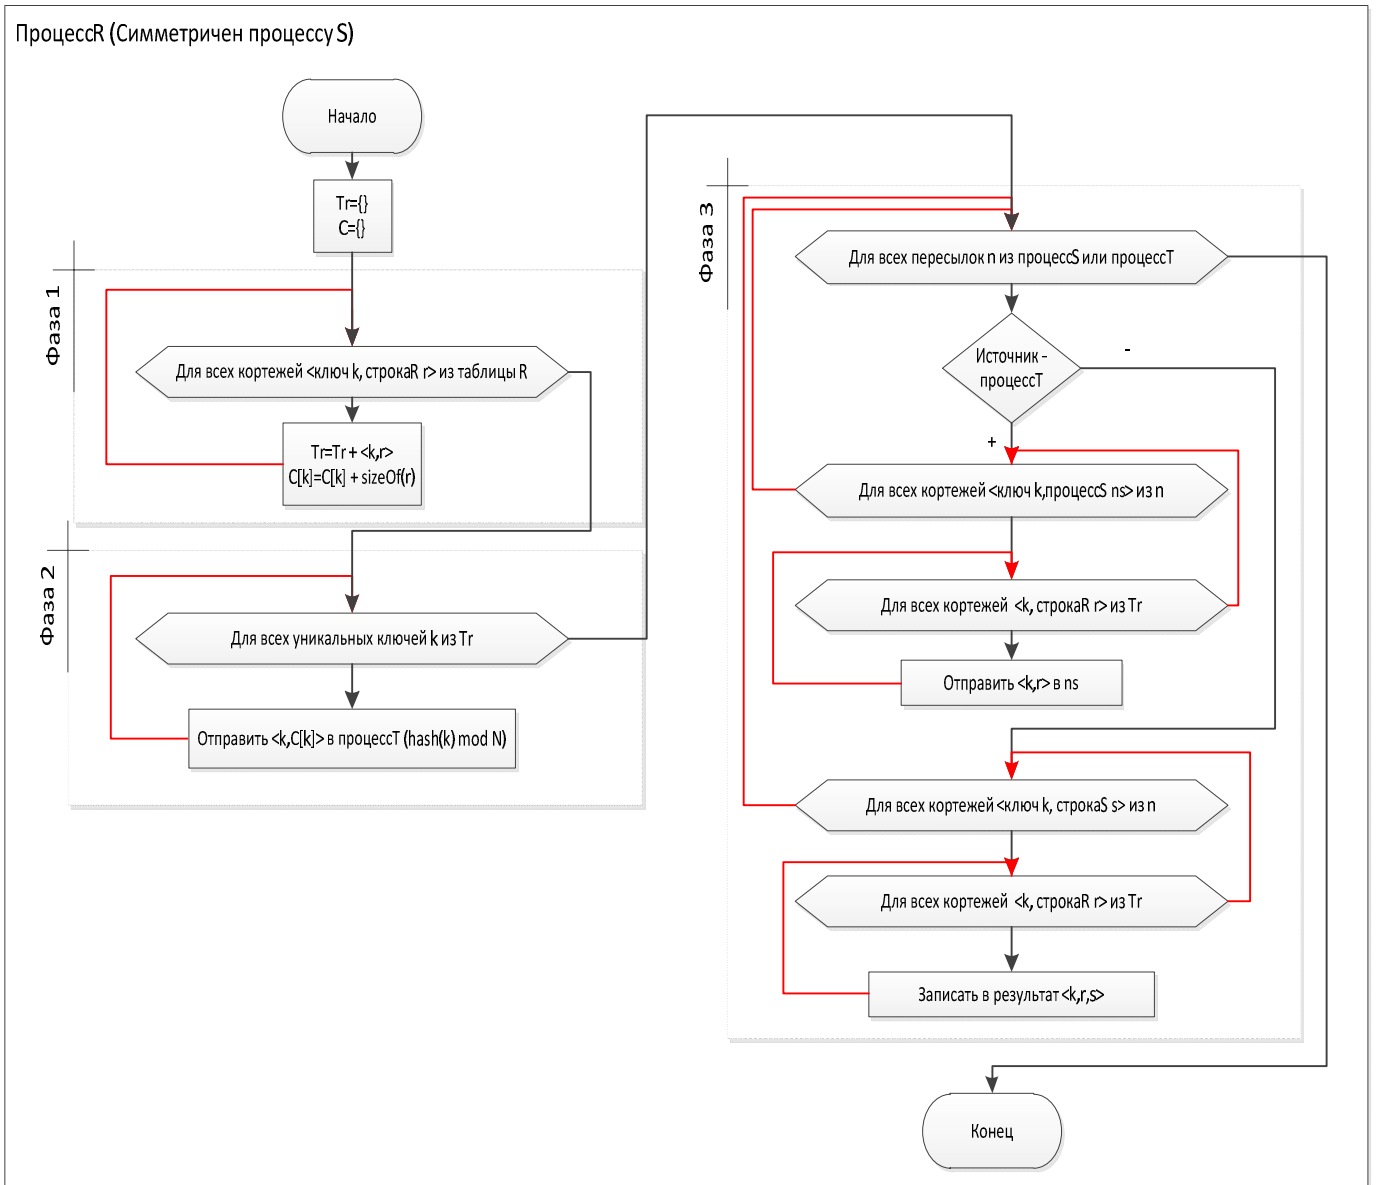 ПроцессR (Симметричен процессу S)
Начало
Tr={}
C={}
Фаза 1
Для всех кортежей <ключ k, строкаR r> из таблицы R
Tr=Tr + <k,r>
C[k]=C[k] + sizeOf(r)
Фаза 2
Для всех уникальных ключей k из Tr
Отправить <k,C[k]> в процессT (hash(k) mod N)
Фаза 3
Для всех пересылок n из процессS или процессT
Источник -
процессT
-
+
Для всех кортежей <ключ k,процессS ns> из n
Для всех кортежей <k, строкаR r> из Tr
Отправить <k,r> в ns
Для всех кортежей <ключ k, строкаS s> из n
Для всех кортежей <k, строкаR r> из Tr
Записать в результат <k,r,s>
Конец